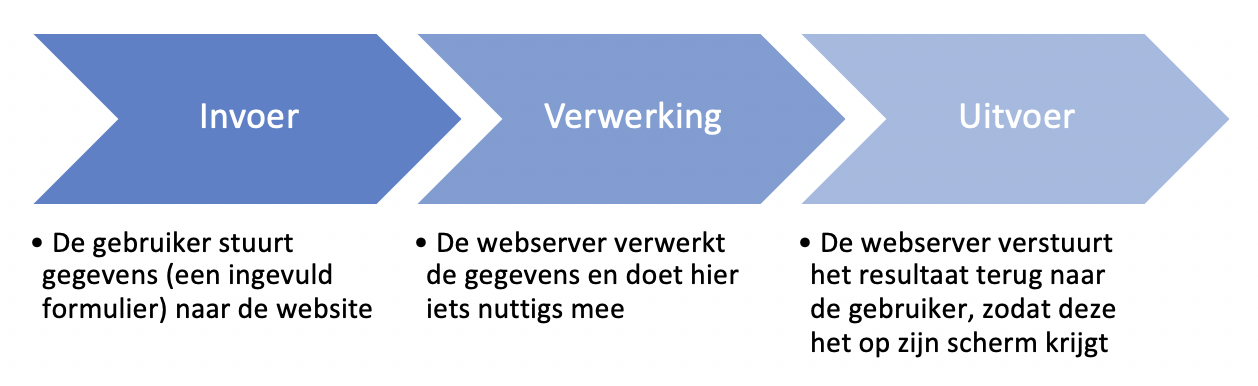 Invoer
• De gebruiker stuurt
gegevens (een ingevuld
formulier) naar de website
Verwerking
• De webserver verwerkt
de gegevens en doet hier
iets nuttigs mee
Uitvoer
• De webserver verstuurt
het resultaat terug naar
de gebruiker, zodat deze
het op zijn scherm krijgt